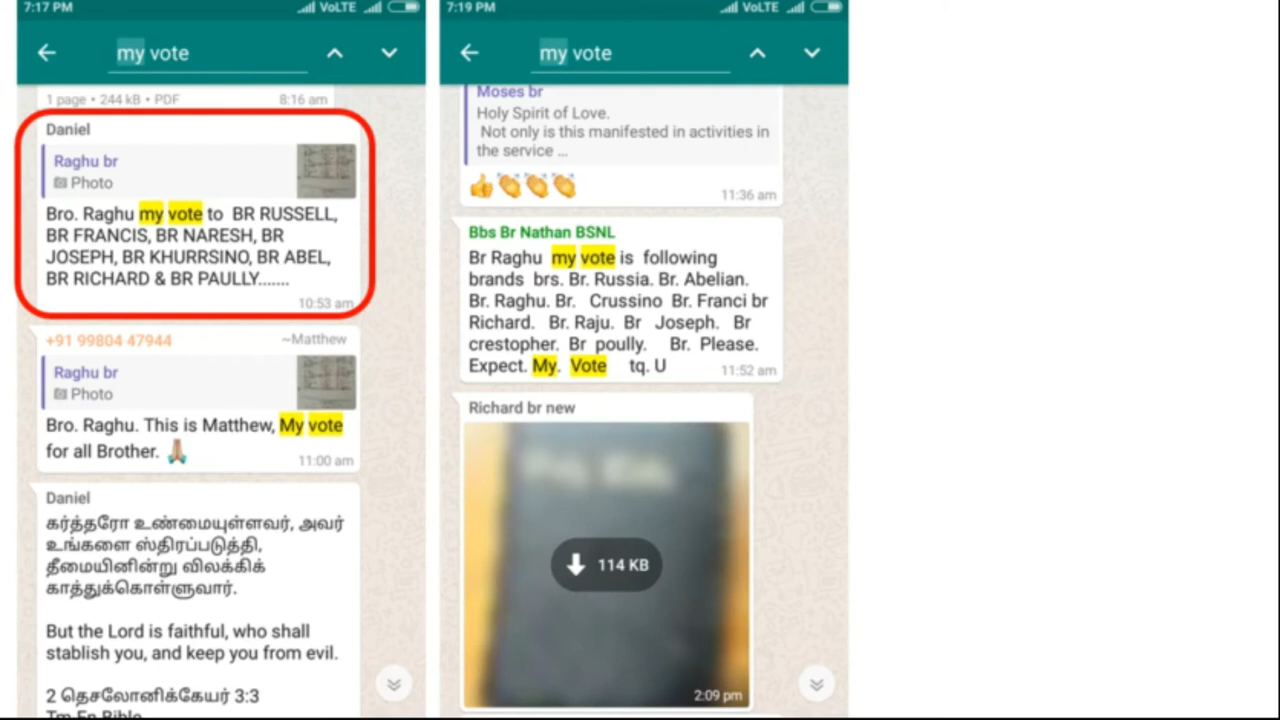 7:17 PM VoLTE
my vote
1 page • 244 kB • PDF 8:16 am
Daniel
Raghu br
Photo
Bro. Raghu my vote to BR RUSSELL,
BR FRANCIS, BR NARESH, BR
JOSEPH, BR KHURRSINO, BR ABEL,
BR RICHARD & BR PAULLY.......
10:53 am
+91 99804 47944 ~Matthew
Raghu br
Photo
Bro. Raghu. This is Matthew, My vote
for all Brother. 🙏🏼
11:00 am
Daniel
கர்த்தரோ உண்மையுள்ளவர், அவர்
உங்களை ஸ்திரப்படுத்தி,
தீமையினின்று விலக்கிக்
காத்துக்கொள்ளுவார்.
But the Lord is faithful, who shall
stablish you, and keep you from evil.
2 தெசலோனிக்கேயர் 3:3
Tm En Bible
7:19 PM VoLTE
my vote
Moses br
Holy Spirit of Love.
Not only is this manifested in activities in
the service ...
👍👏👏👏
11:36 am
Bbs Br Nathan BSNL
Br Raghu my vote is following
brands brs. Br. Russia. Br. Abelian.
Br. Raghu. Br. Crussino Br. Franci br
Richard. Br. Raju. Br Joseph. Br
crestopher. Br poully. Br. Please.
Expect. My. Vote tq. U
11:52 am
Richard br new
114 KB
2:09 pm